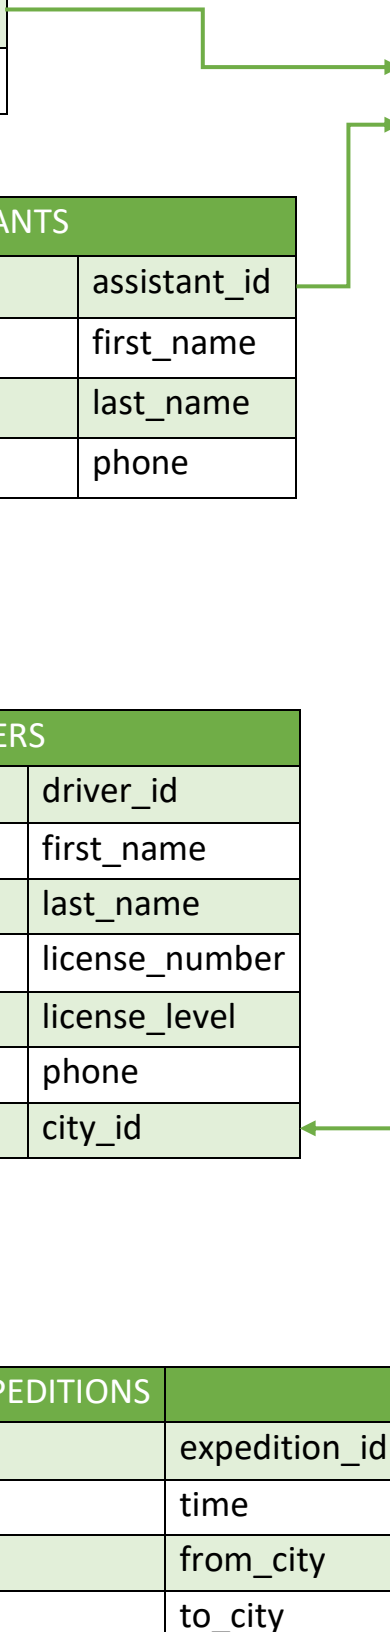 ANTS
assistant_id
first_name
last_name
phone
ERS
driver_id
first_name
last_name
license_number
license_level
phone
city_id
PEDITIONS
expedition_id
time
from_city
to_city